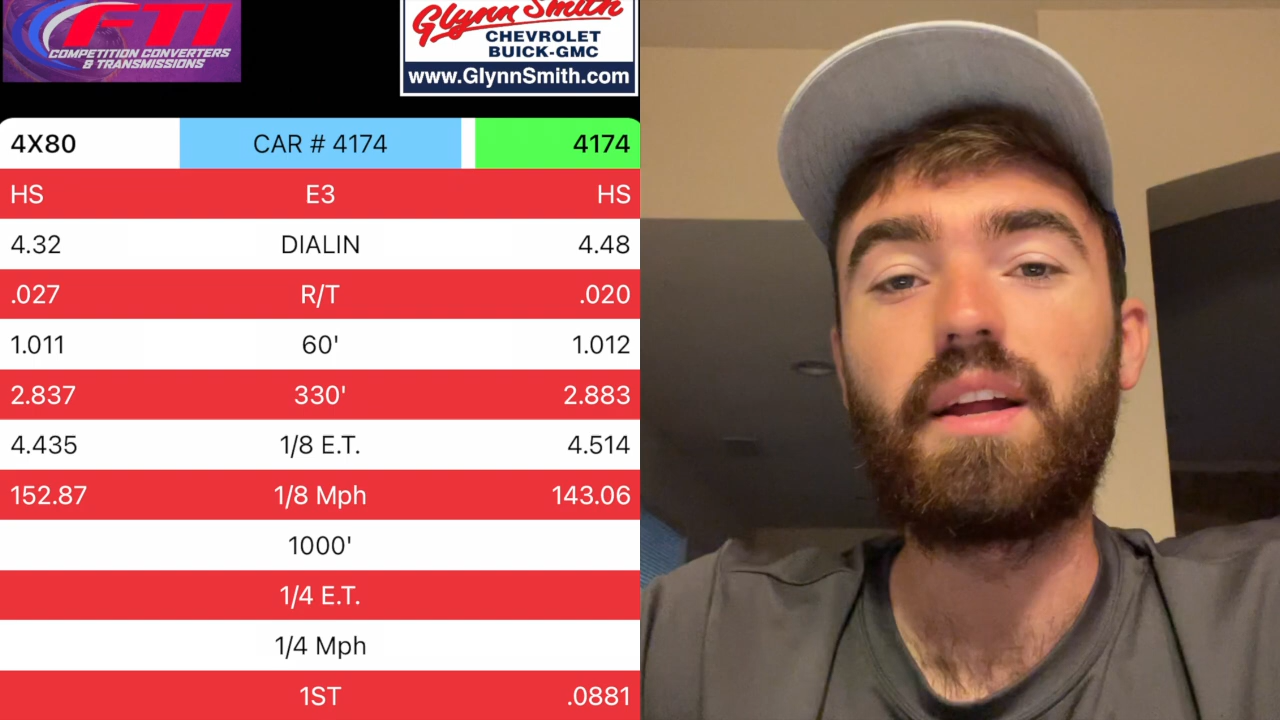 FTI
COMPETITION CONVERTERS
& TRANSMISSIONS
Glynn Smith
CHEVROLET
BUICK-GMC
www.GlynnSmith.com
4X80 CAR # 4174 4174
HS E3 HS
4.32 DIALIN 4.48
.027 R/T .020
1.011 60' 1.012
2.837 330' 2.883
4.435 1/8 E.T. 4.514
152.87 1/8 Mph 143.06
1000'
1/4 E.T.
1/4 Mph
1ST .0881